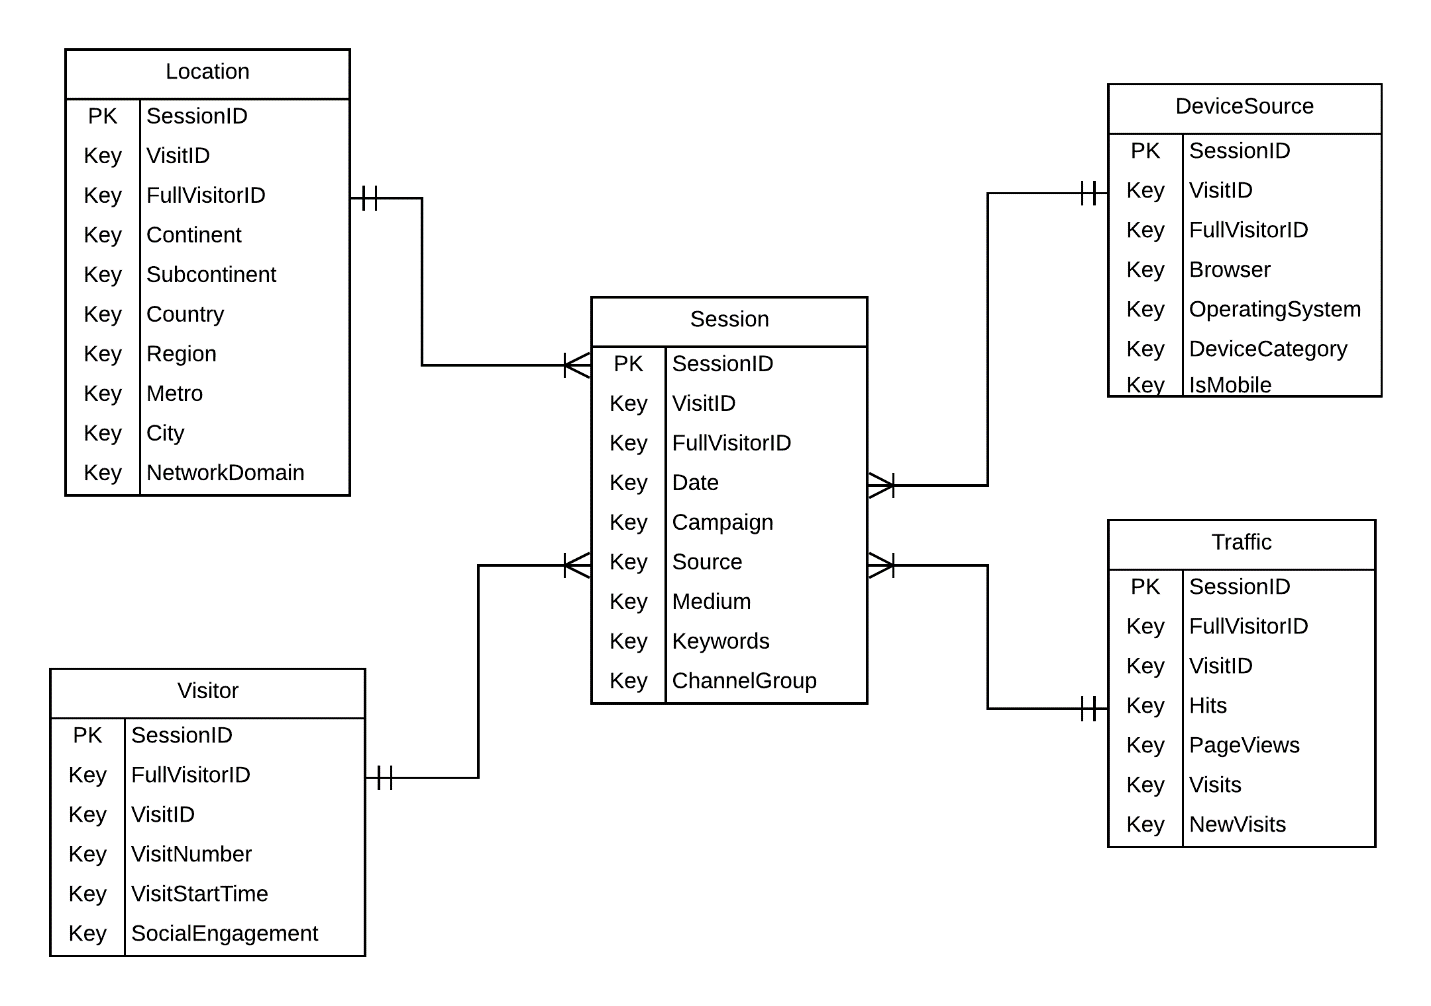 Location
PK SessionID
Key VisitID
Key FullVisitorID
Key Continent
Key Subcontinent
Key Country
Key Region
Key Metro
Key City
Key NetworkDomain
Visitor
PK SessionID
Key FullVisitorID
Key VisitID
Key VisitNumber
Key VisitStartTime
Key SocialEngagement
Session
PK SessionID
Key VisitID
Key FullVisitorID
Key Date
Key Campaign
Key Source
Key Medium
Key Keywords
Key ChannelGroup
DeviceSource
PK SessionID
Key VisitID
Key FullVisitorID
Key Browser
Key OperatingSystem
Key DeviceCategory
Key IsMobile
Traffic
PK SessionID
Key FullVisitorID
Key VisitID
Key Hits
Key PageViews
Key Visits
Key NewVisits